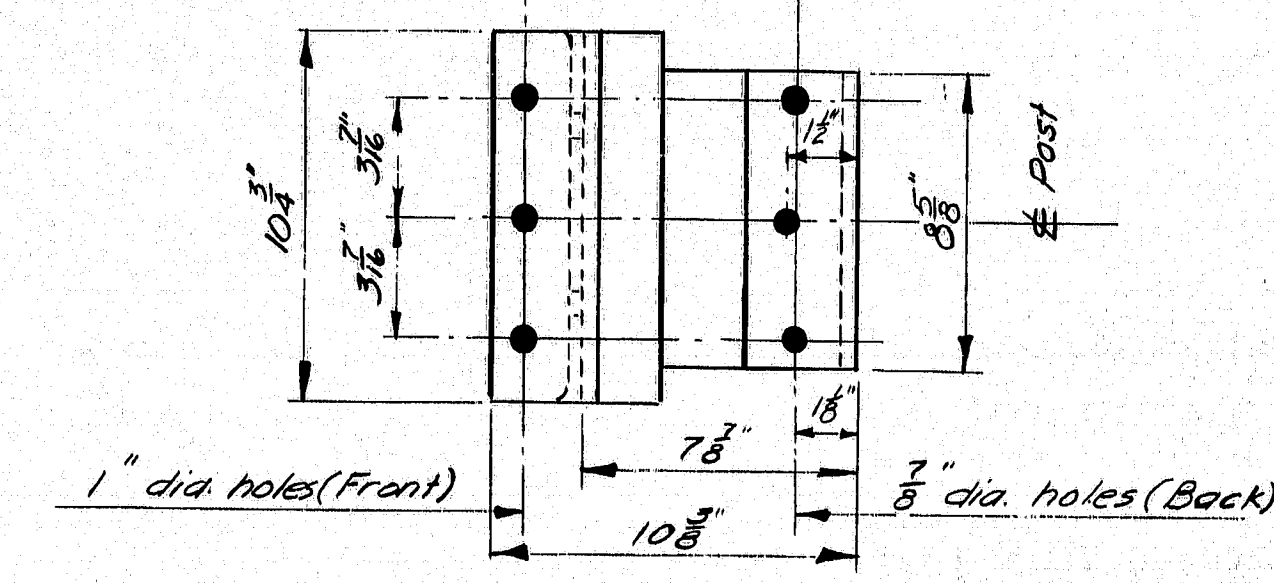 1 1/2"
3 7/16"
10 3/4"
8 5/8"
℄ Post
3 7/16"
1 1/8"
7 7/8"
1" dia. holes (Front)
7/8" dia. holes (Back)
10 3/8"